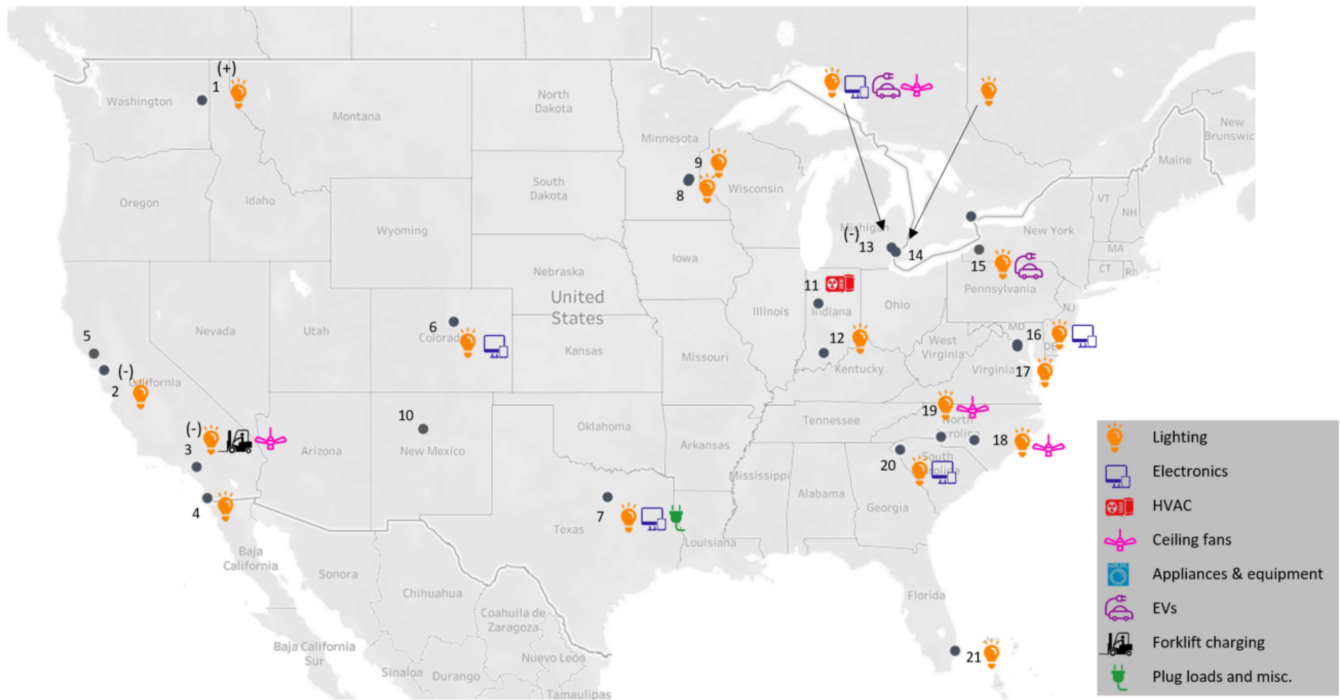 (+)
1
Washington
Montana
North
Dakota
Minnesota
New
Brunswic
Maine
9
8
Wisconsin
South
Dakota
Oregon
Idaho
Wyoming
VT
NH
Michigan
(-)
13
14
New York
MA
CT
RI
15
Pennsylvania
NJ
Iowa
Nebraska
United
States
11
Indiana
Illinois
Ohio
5
Nevada
Utah
6
Colorad
Kansas
Missouri
12
West
Virginia
Kentucky
MD
DE
16
Virginia
17
(-)
2
California
(-)
3
10
Arizona
New Mexico
Oklahoma
Arkansas
Tennessee
19
North
Carolina
18
20
South
Carolina
Mississippi
Alabama
Georgia
4
7
Texas
Louisiana
Baja
California
Sonora
Chihuahua
Coahuila de
Zaragoza
Florida
21
Baja California
Sur
Sinaloa
Durango
Nuevo León
Tamaulipas
Lighting
Electronics
HVAC
Ceiling fans
Appliances & equipment
EVs
Forklift charging
Plug loads and misc.